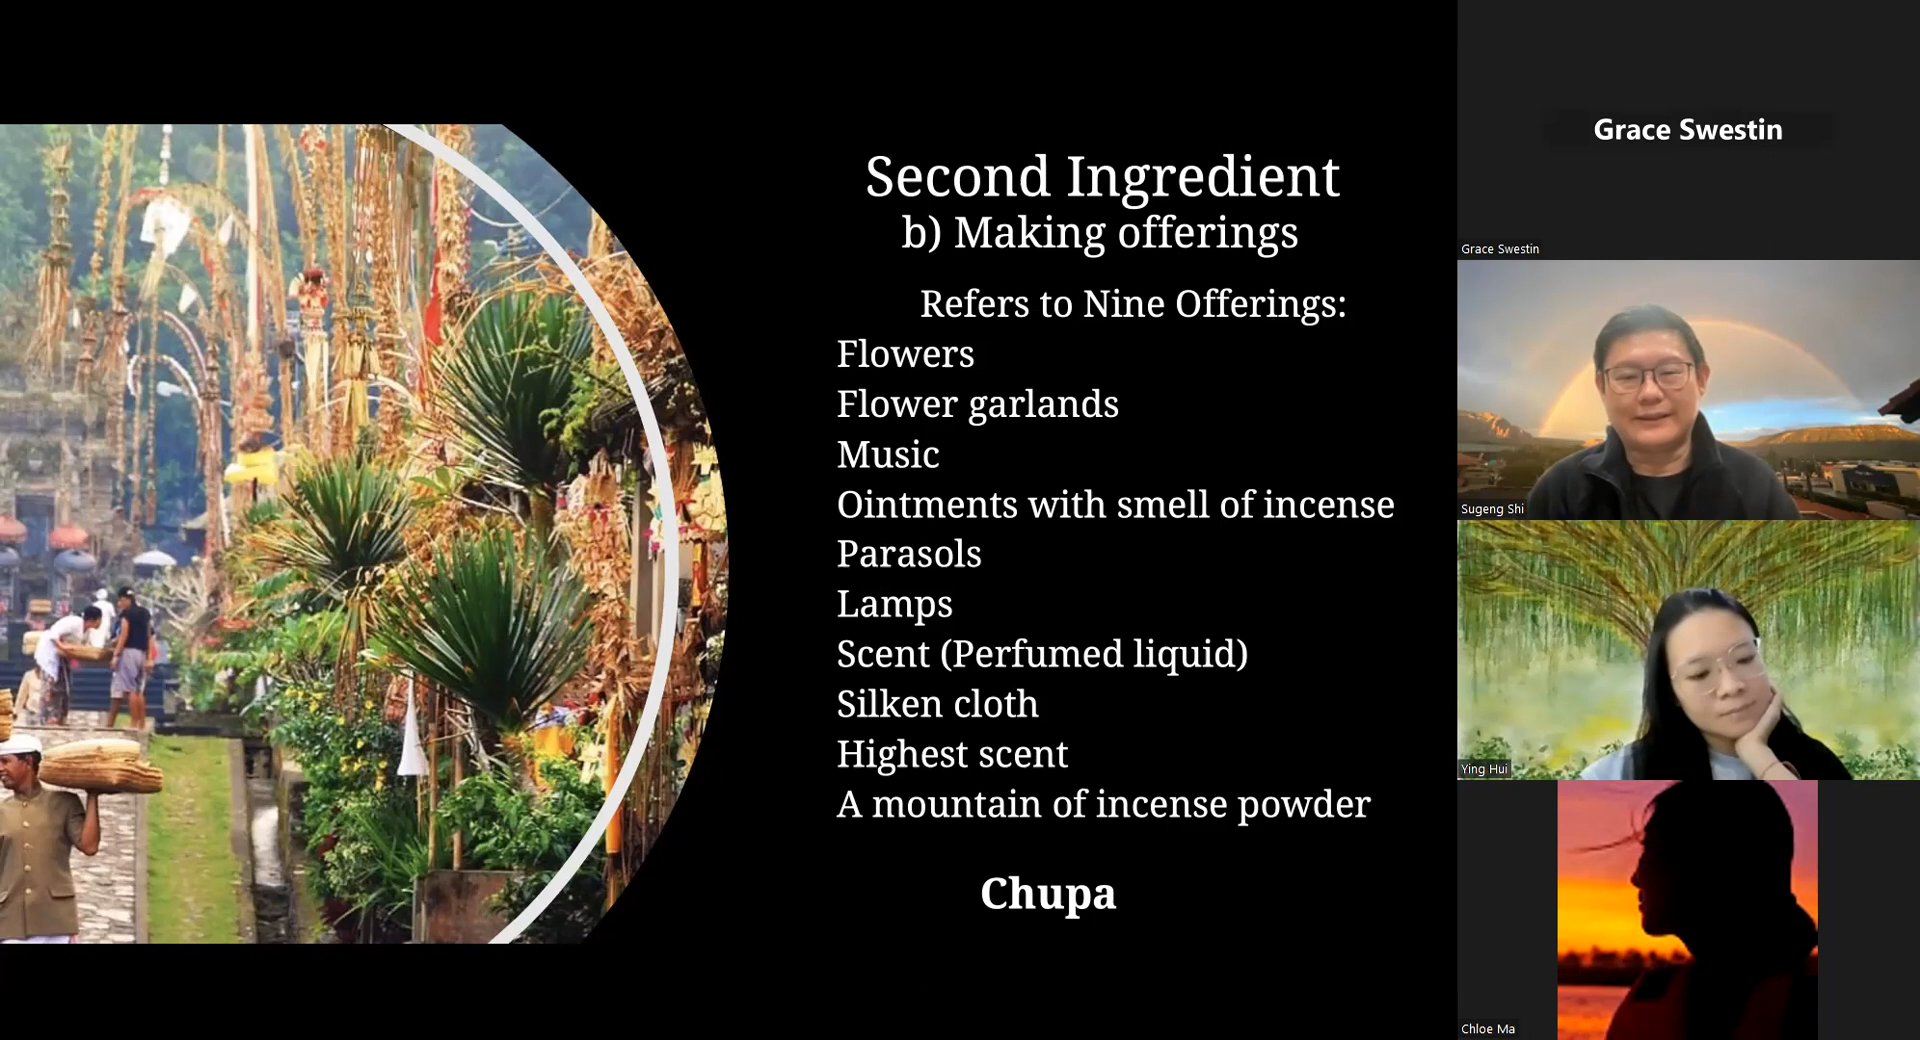 Second Ingredient
b) Making offerings
Refers to Nine Offerings:
Flowers
Flower garlands
Music
Ointments with smell of incense
Parasols
Lamps
Scent (Perfumed liquid)
Silken cloth
Highest scent
A mountain of incense powder
Chupa
Grace Swestin
Grace Swestin
Sugeng Shi
Ying Hui
Chloe Ma